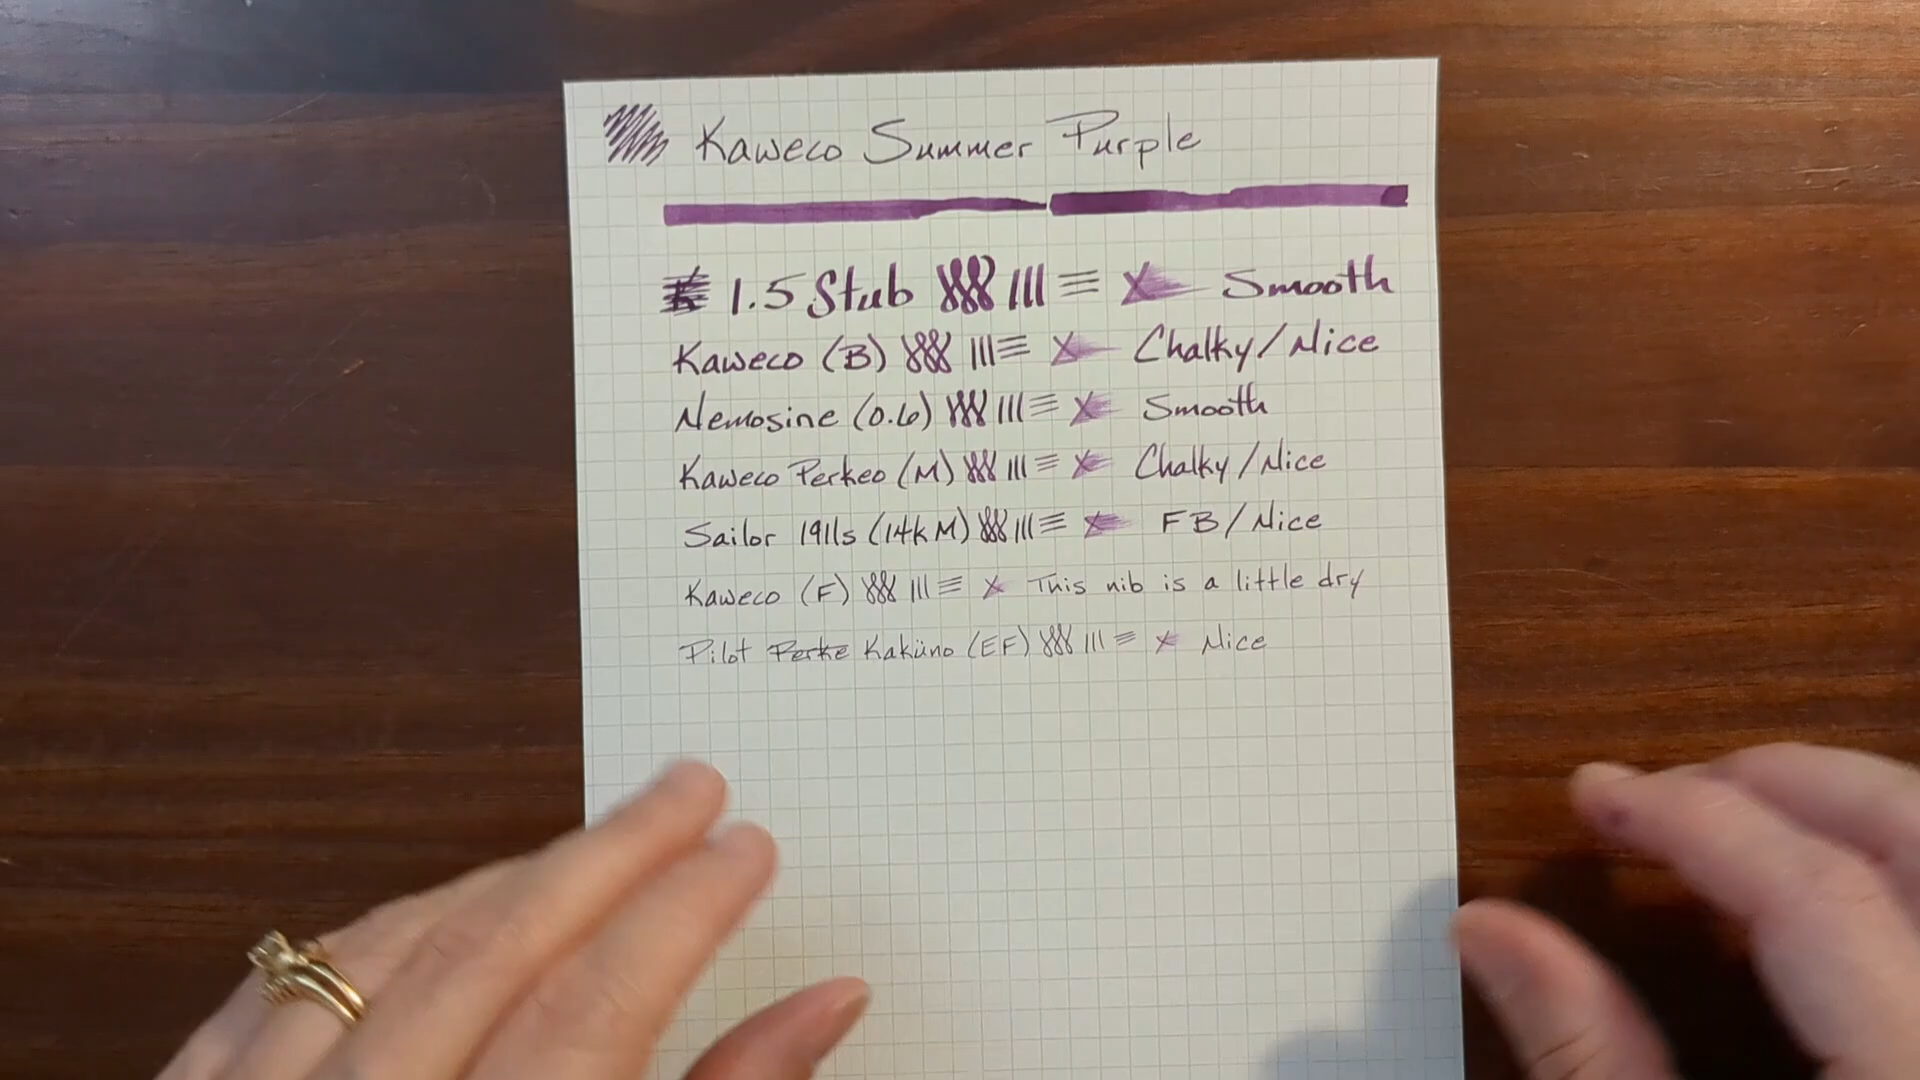 Kaweco Summer Purple
1.5 Stub Smooth
Kaweco (B) Chalky/Nice
Nemosine (0.6) Smooth
Kaweco Perkeo (M) Chalky/Nice
Sailor 1911s (14k M) FB/Nice
Kaweco (F) This nib is a little dry
Pilot Perke Kaküno (EF) Nice